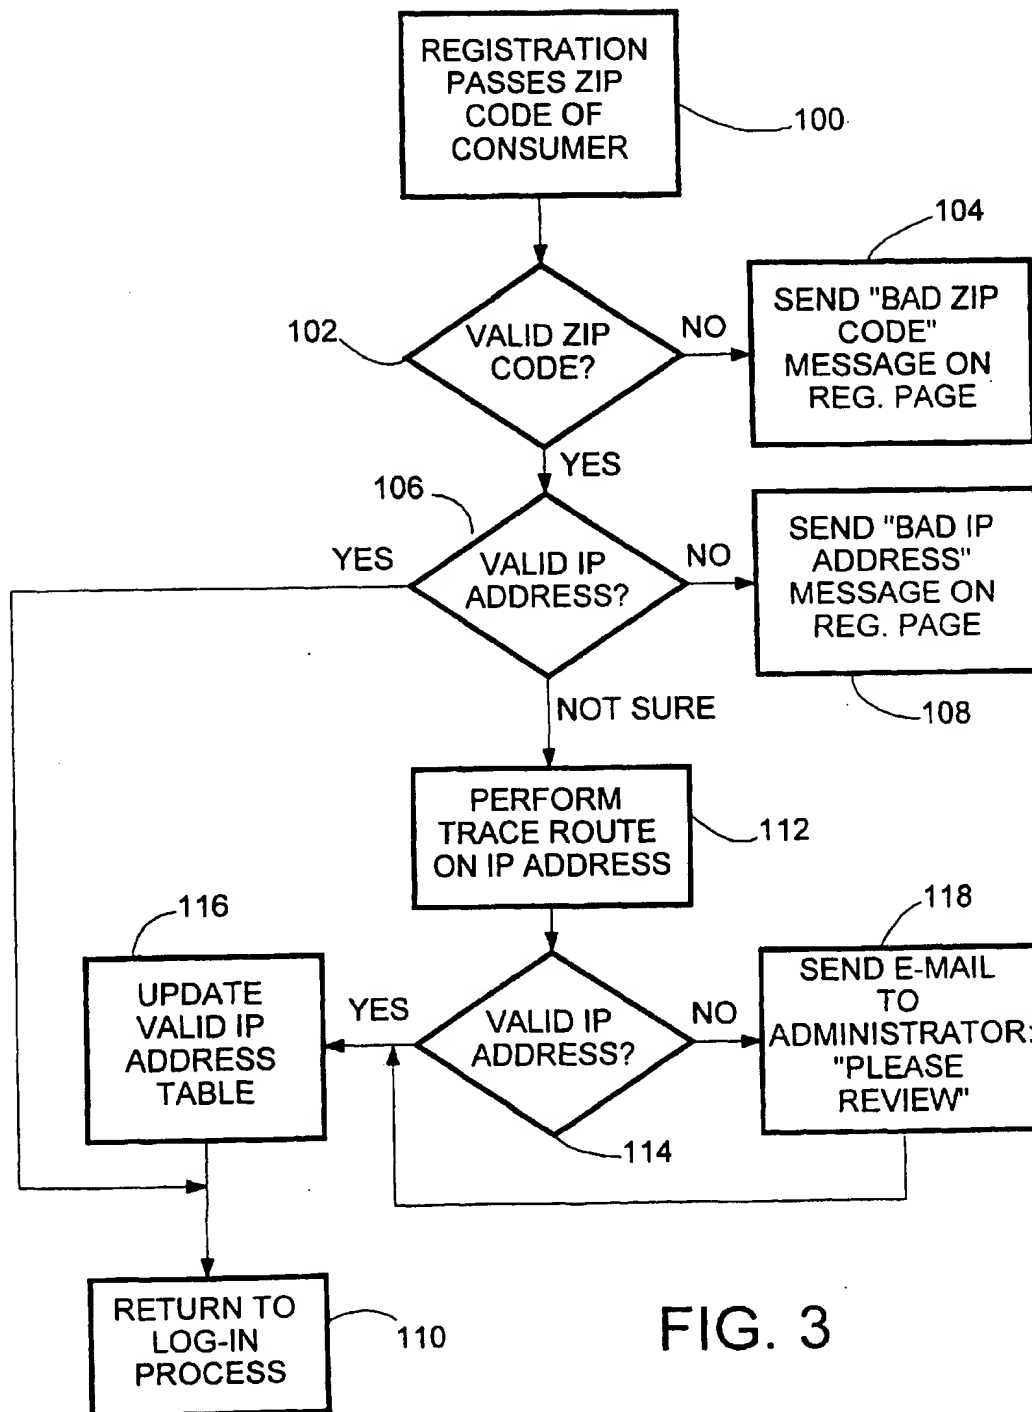 REGISTRATION
PASSES ZIP
CODE OF
CONSUMER
100
104
102
VALID ZIP
CODE?
NO
SEND "BAD ZIP
CODE"
MESSAGE ON
REG. PAGE
YES
106
YES
VALID IP
ADDRESS?
NO
SEND "BAD IP
ADDRESS"
MESSAGE ON
REG. PAGE
108
NOT SURE
PERFORM
TRACE ROUTE
ON IP ADDRESS
112
116
118
UPDATE
VALID IP
ADDRESS
TABLE
YES
VALID IP
ADDRESS?
NO
SEND E-MAIL
TO
ADMINISTRATOR:
"PLEASE
REVIEW"
114
RETURN TO
LOG-IN
PROCESS
110
FIG. 3